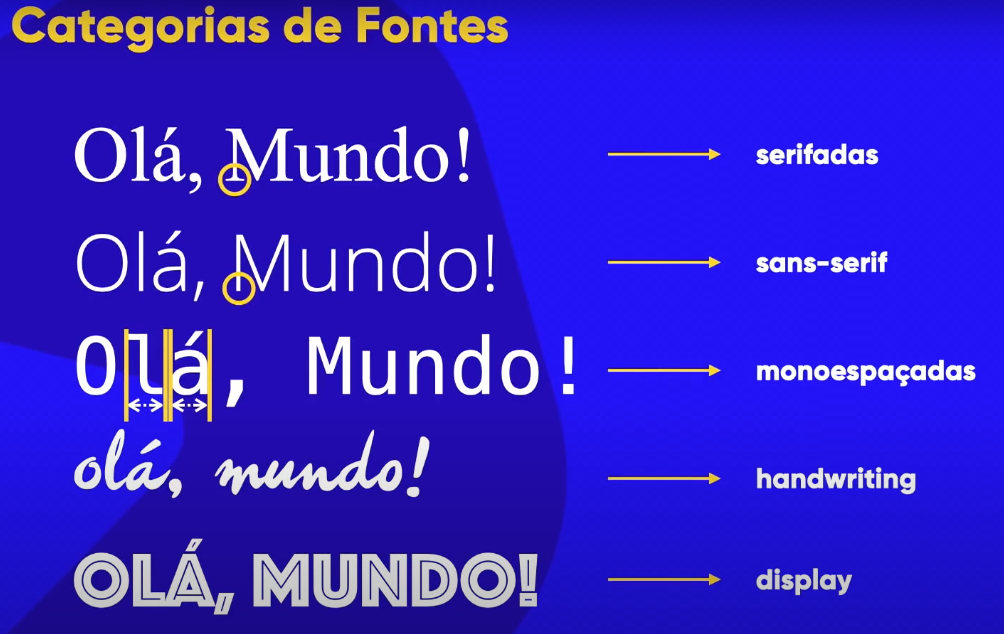 Categorias de Fontes
Olá, Mundo! serifadas
Olá, Mundo! sans-serif
Olá, Mundo! monoespaçadas
olá, mundo! handwriting
OLÁ, MUNDO! display